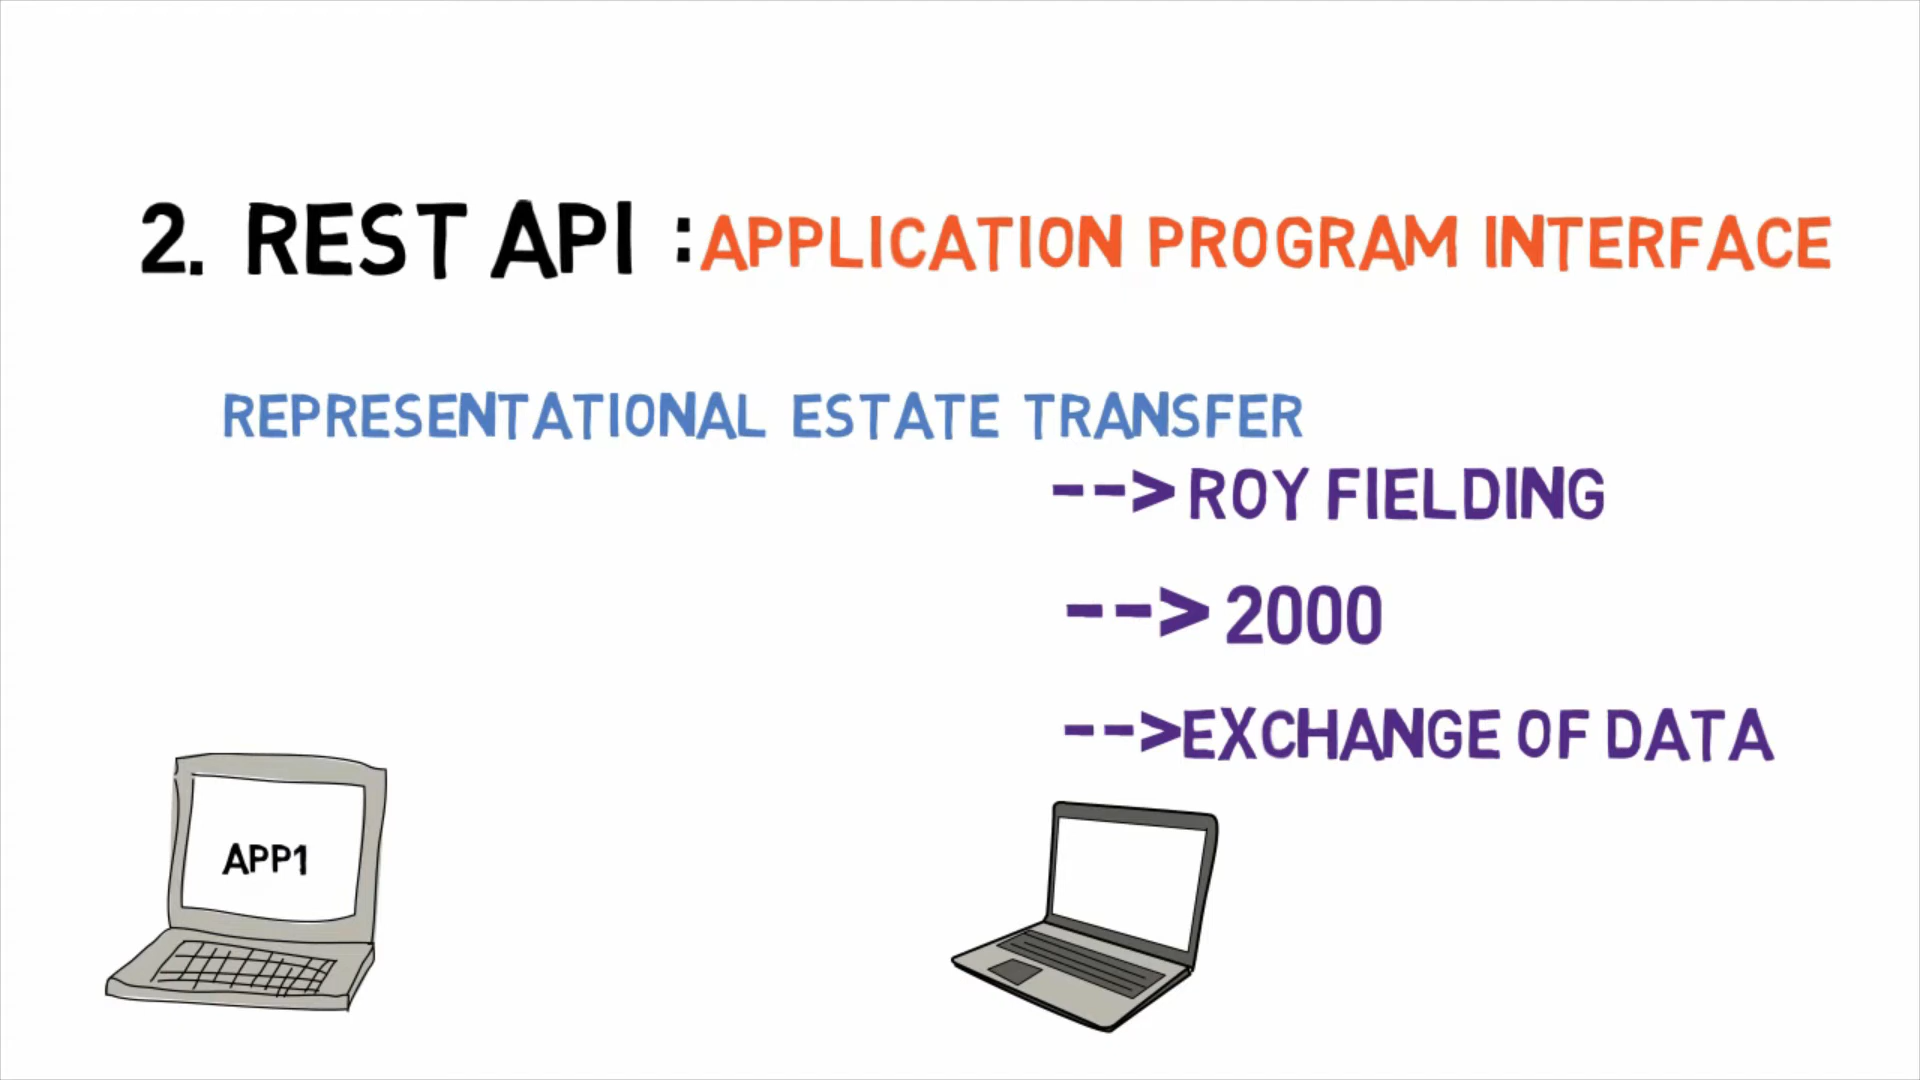 2. REST API : APPLICATION PROGRAM INTERFACE
REPRESENTATIONAL ESTATE TRANSFER
--> ROY FIELDING
--> 2000
-->EXCHANGE OF DATA
APP1